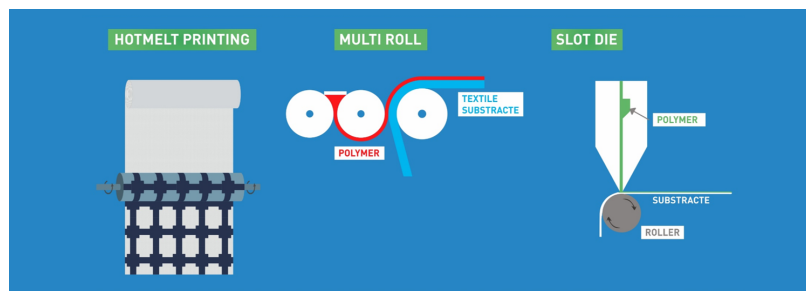 HOTMELT PRINTING
MULTI ROLL
SLOT DIE
TEXTILE
SUBSTRACTE
POLYMER
POLYMER
SUBSTRACTE
ROLLER